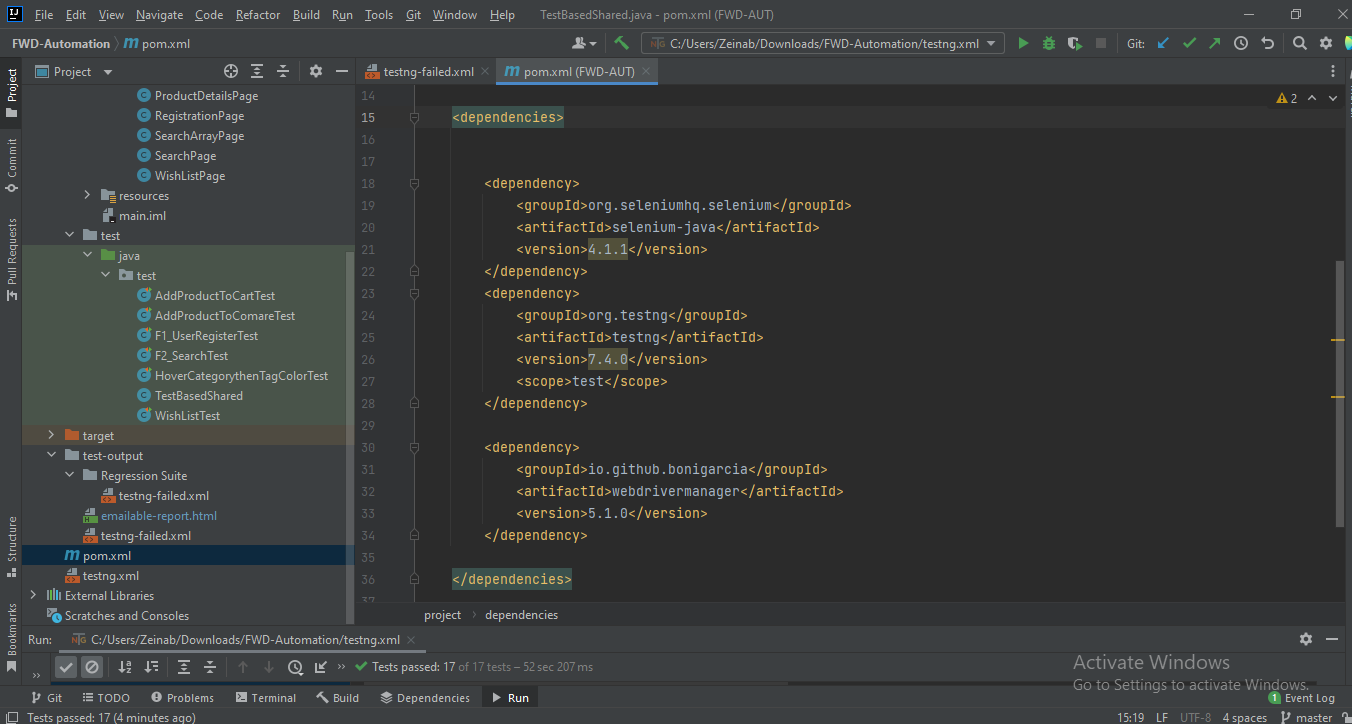 File Edit View Navigate Code Refactor Build Run Tools Git Window Help TestBasedShared.java - pom.xml (FWD-AUT)
FWD-Automation m pom.xml
C:/Users/Zeinab/Downloads/FWD-Automation/testng.xml
Git:
Project
testng-failed.xml
pom.xml (FWD-AUT)
Project
Commit
Pull Requests
Structure
Bookmarks
ProductDetailsPage
RegistrationPage
SearchArrayPage
SearchPage
WishListPage
resources
main.iml
test
java
test
AddProductToCartTest
AddProductToComareTest
F1_UserRegisterTest
F2_SearchTest
HoverCategorythenTagColorTest
TestBasedShared
WishListTest
target
test-output
Regression Suite
testng-failed.xml
emailable-report.html
testng-failed.xml
pom.xml
testng.xml
External Libraries
Scratches and Consoles
2
14
15 <dependencies>
16
17
18 <dependency>
19 <groupId>org.seleniumhq.selenium</groupId>
20 <artifactId>selenium-java</artifactId>
21 <version>4.1.1</version>
22 </dependency>
23 <dependency>
24 <groupId>org.testng</groupId>
25 <artifactId>testng</artifactId>
26 <version>7.4.0</version>
27 <scope>test</scope>
28 </dependency>
29
30 <dependency>
31 <groupId>io.github.bonigarcia</groupId>
32 <artifactId>webdrivermanager</artifactId>
33 <version>5.1.0</version>
34 </dependency>
35
36 </dependencies>
37
project dependencies
Run: C:/Users/Zeinab/Downloads/FWD-Automation/testng.xml
Tests passed: 17 of 17 tests – 52 sec 207 ms
Activate Windows
Go to Settings to activate Windows.
Git TODO Problems Terminal Build Dependencies Run 1 Event Log
Tests passed: 17 (4 minutes ago) 15:19 LF UTF-8 4 spaces master